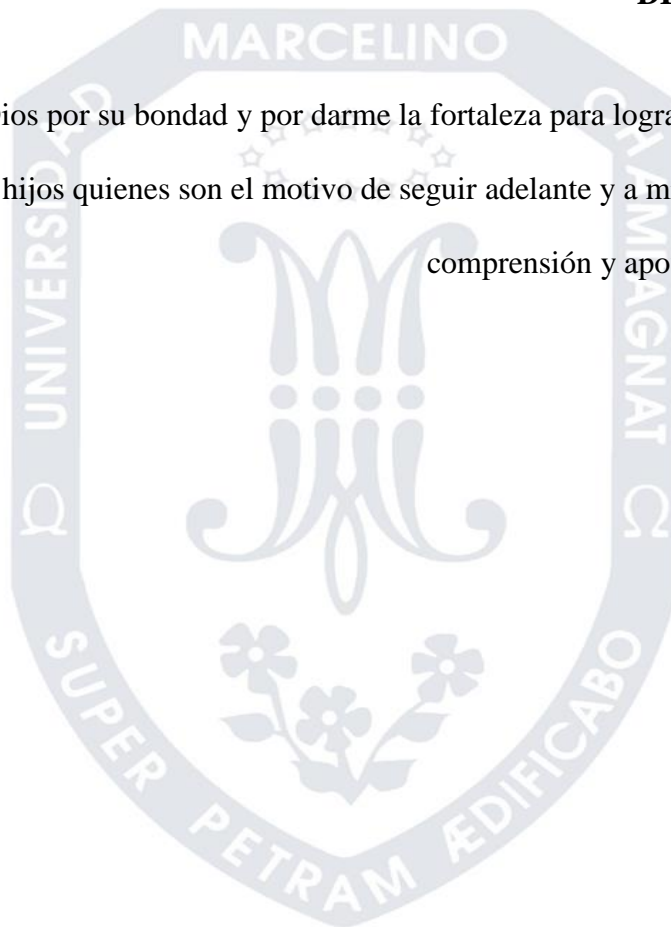 ios por su bondad y por darme la fortaleza para logra
hijos quienes son el motivo de seguir adelante y a m
comprensión y apo
UNIVERSIDAD
MARCELINO
CHAMPAGNAT
Ω Ω
SUPER PETRAM ÆDIFICABO